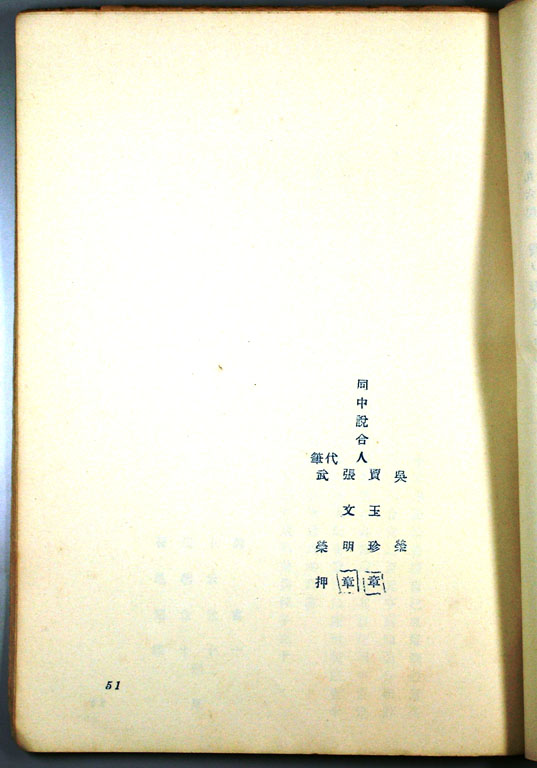 吳 榮
同中說合人
賈玉珍 章
張文明 章
代筆
武 榮 押
51